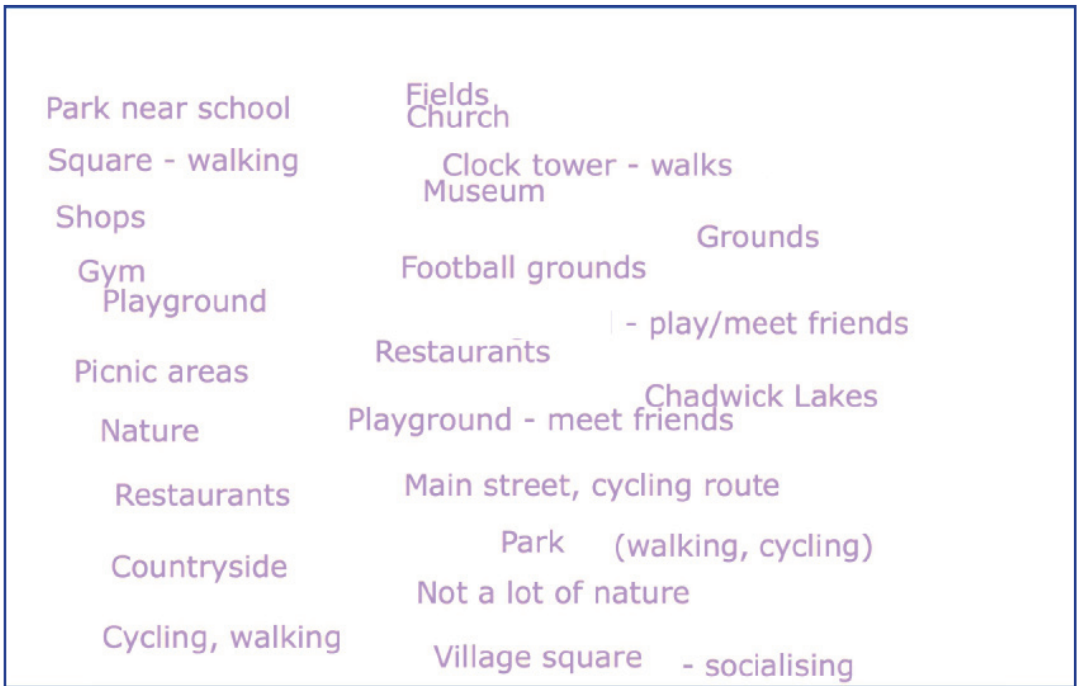 Park near school
Square - walking
Shops
Gym
Playground
Picnic areas
Nature
Restaurants
Countryside
Cycling, walking
Fields
Church
Clock tower - walks
Museum
Grounds
Football grounds
- play/meet friends
Restaurants
Chadwick Lakes
Playground - meet friends
Main street, cycling route
Park (walking, cycling)
Not a lot of nature
Village square - socialising